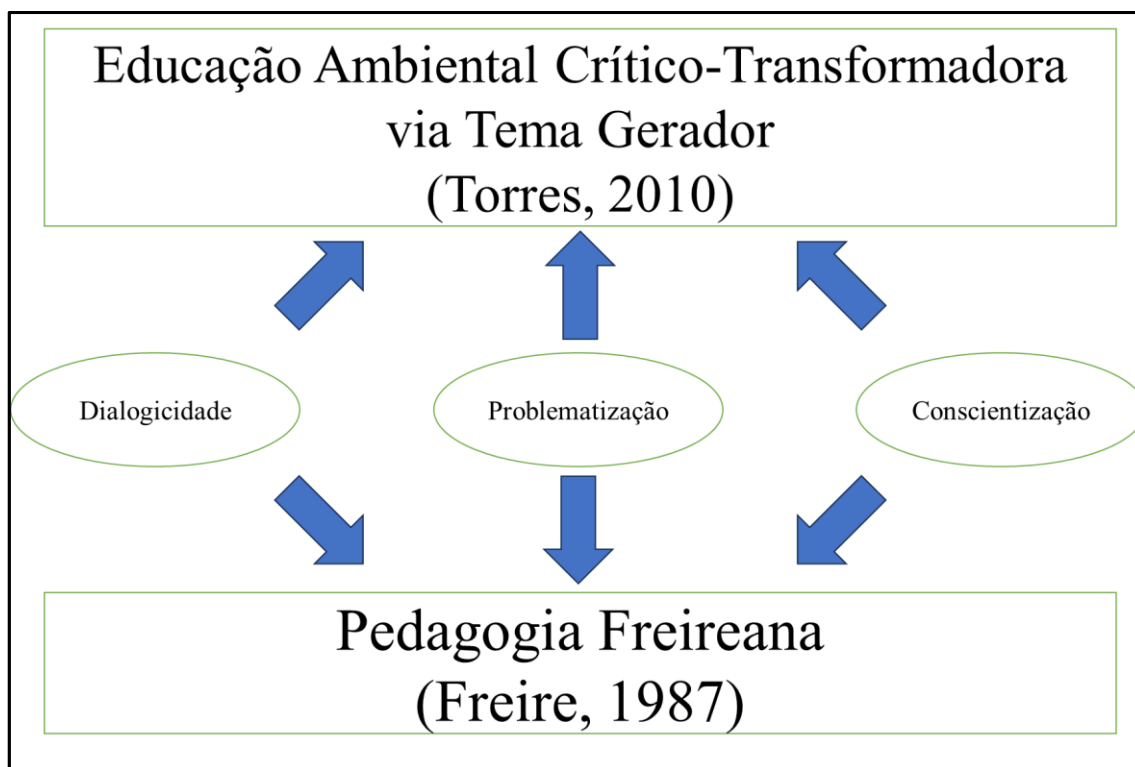 Educação Ambiental Crítico-Transformadora
via Tema Gerador
(Torres, 2010)
Dialogicidade
Problematização
Conscientização
Pedagogia Freireana
(Freire, 1987)